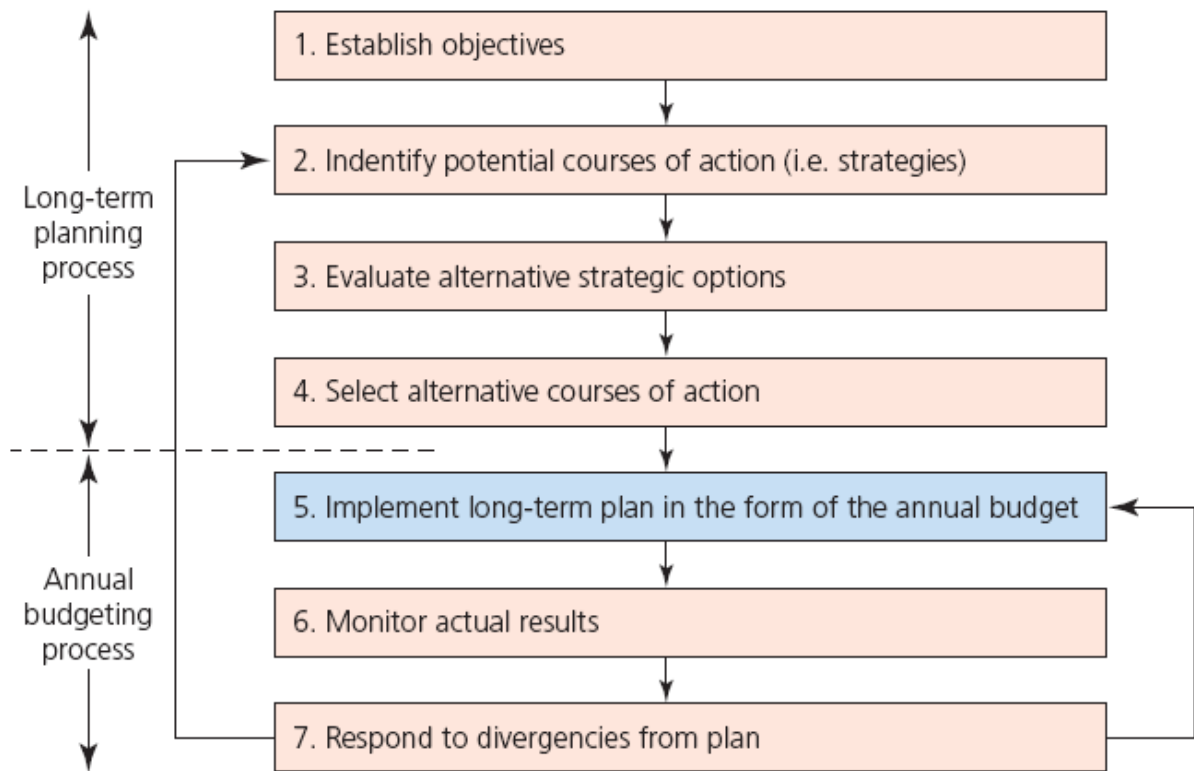 1. Establish objectives
2. Indentify potential courses of action (i.e. strategies)
Long-term
planning
process
3. Evaluate alternative strategic options
4. Select alternative courses of action
5. Implement long-term plan in the form of the annual budget
Annual
budgeting
process
6. Monitor actual results
7. Respond to divergencies from plan